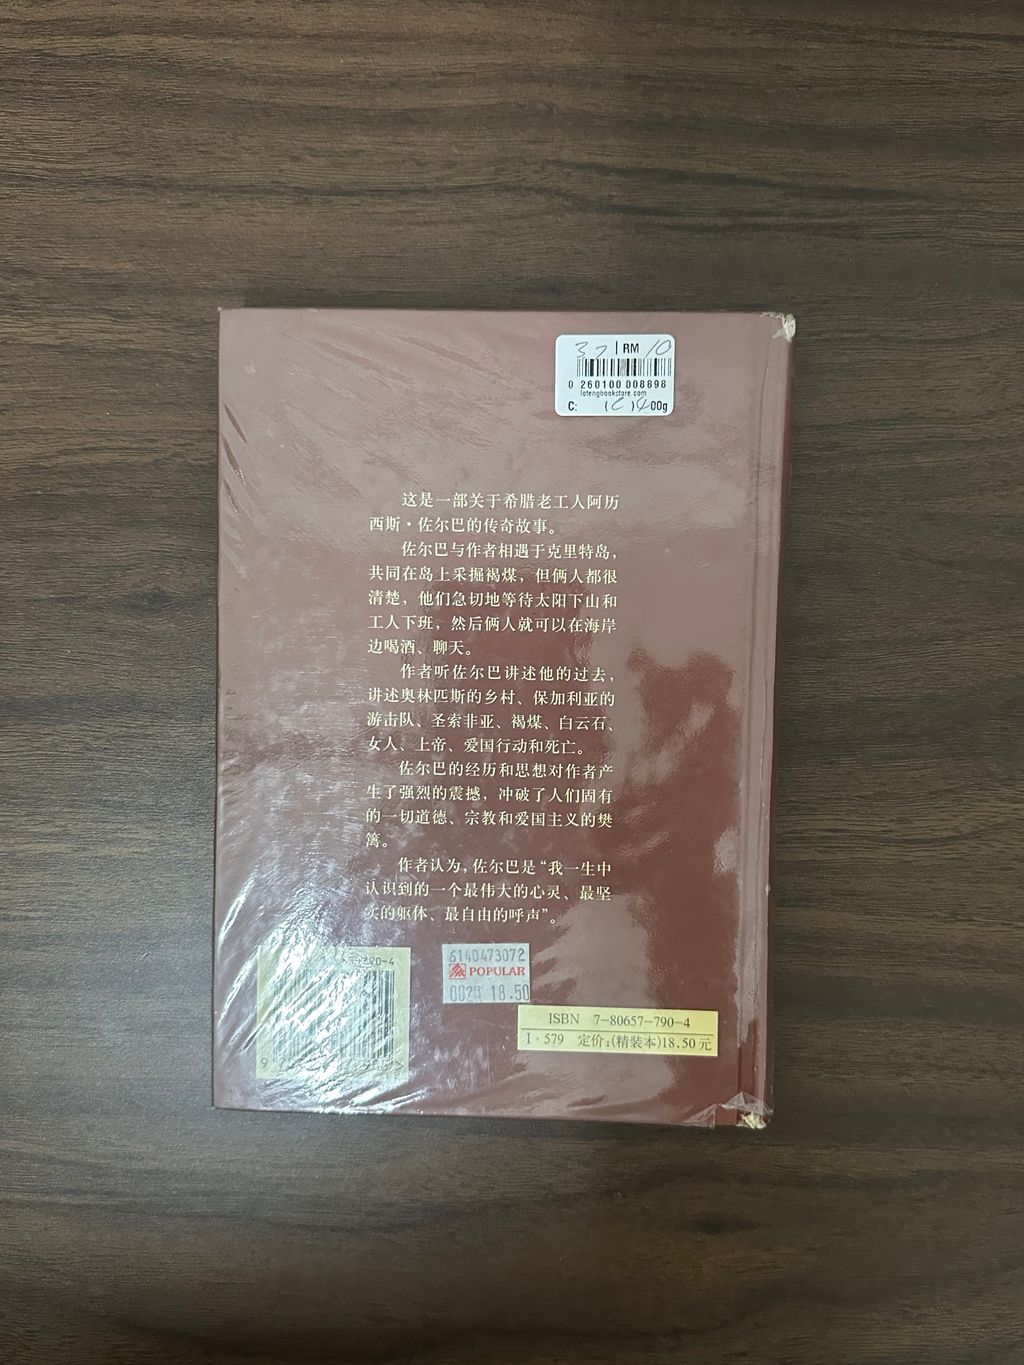 RM 10
0 260100 008898
lotengbookstore.com
C: 400g
这是一部关于希腊老工人阿历
西斯·佐尔巴的传奇故事。
佐尔巴与作者相遇于克里特岛，
共同在岛上采掘褐煤，但俩人都很
清楚，他们急切地等待太阳下山和
工人下班，然后俩人就可以在海岸
边喝酒、聊天。
作者听佐尔巴讲述他的过去，
讲述奥林匹斯的乡村、保加利亚的
游击队、圣索非亚、褐煤、白云石、
女人、上帝、爱国行动和死亡。
佐尔巴的经历和思想对作者产
生了强烈的震撼，冲破了人们固有
的一切道德、宗教和爱国主义的樊
篱。
作者认为，佐尔巴是“我一生中
认识到的一个最伟大的心灵、最坚
实的躯体、最自由的呼声”。
6140473072
POPULAR
0029 18.50
ISBN 7-80657-790-4
I·579 定价：(精装本)18.50元